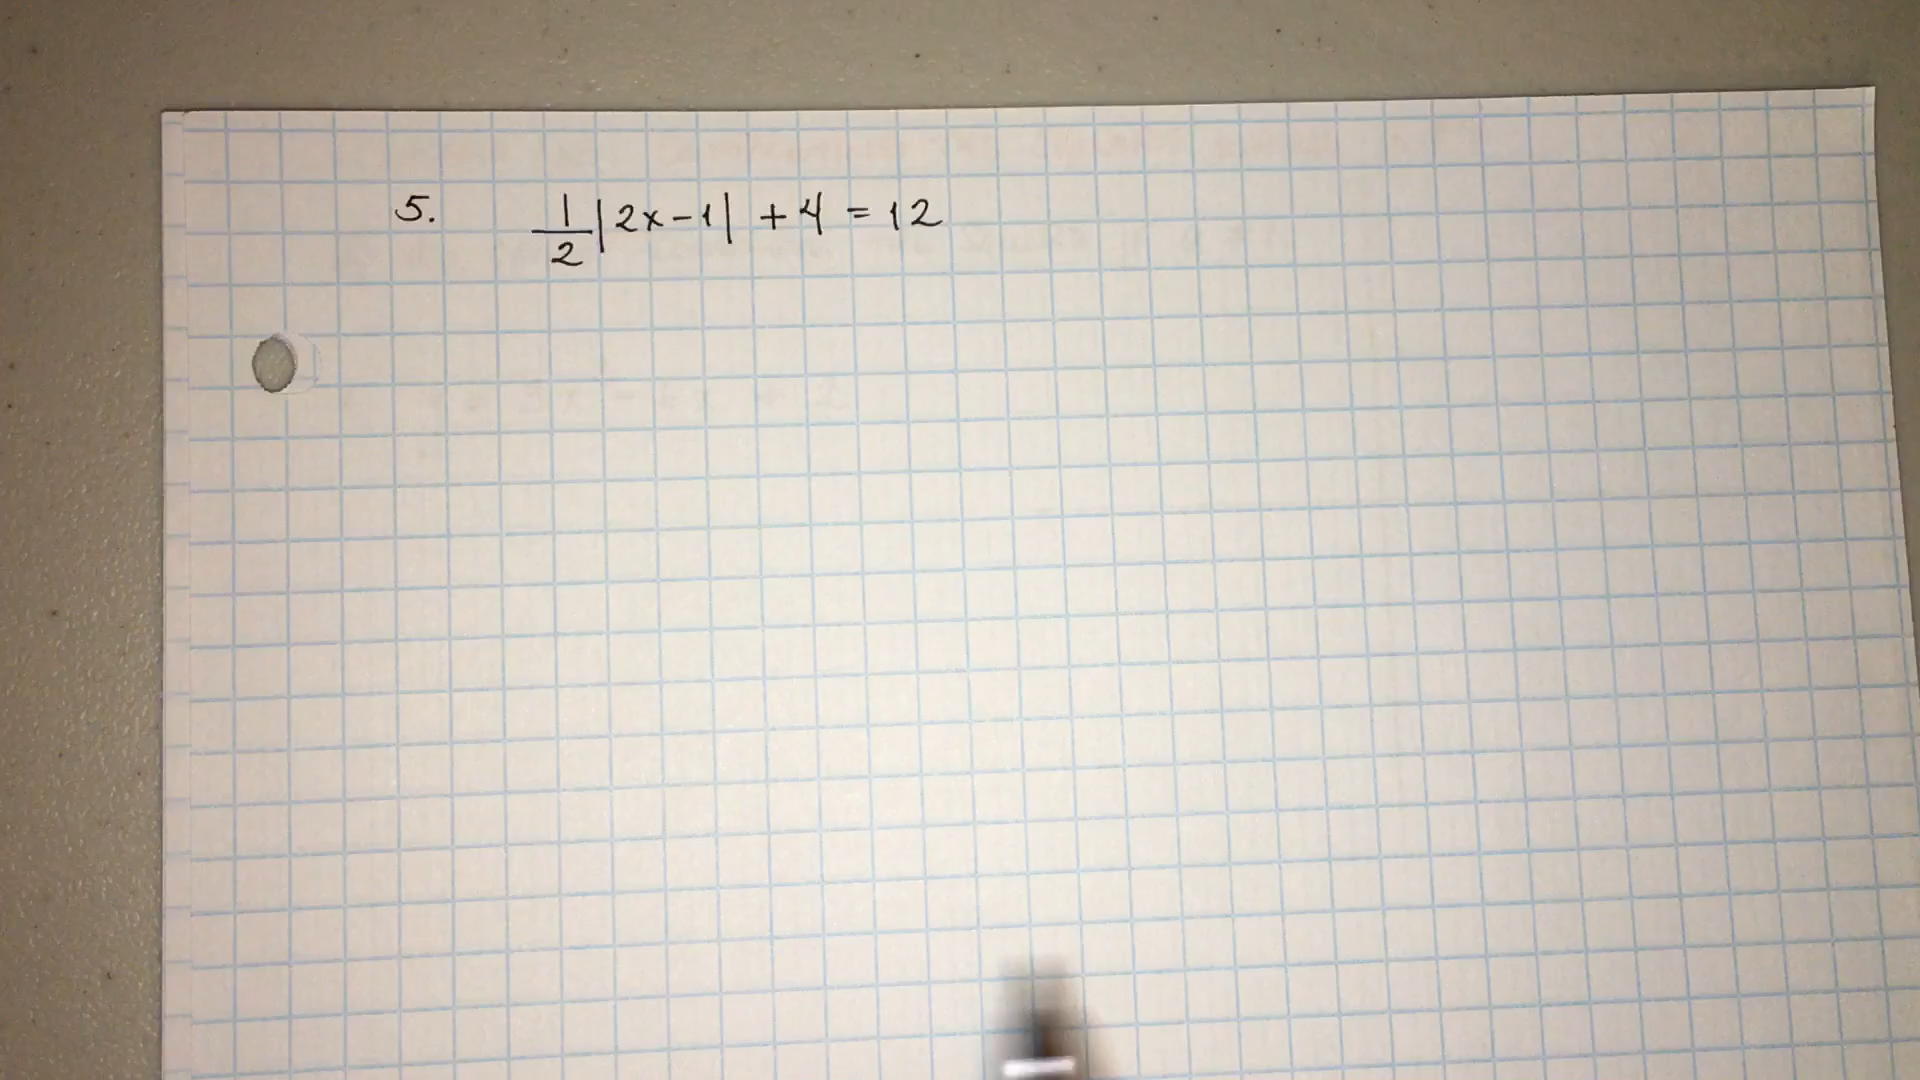 5. 1/2 |2x-1| + 4 = 12